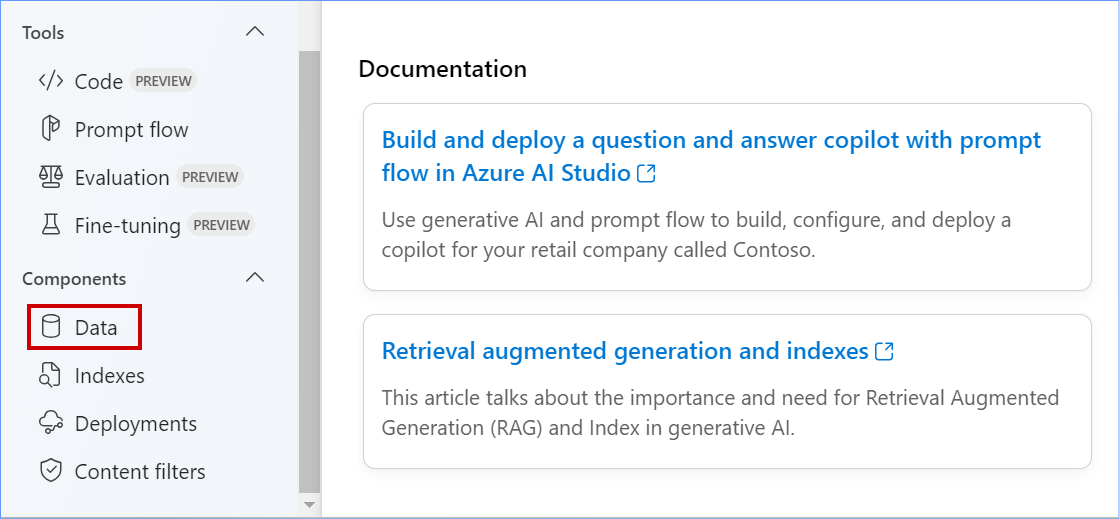 Tools
Code PREVIEW
Prompt flow
Evaluation PREVIEW
Fine-tuning PREVIEW
Components
Data
Indexes
Deployments
Content filters
Documentation
Build and deploy a question and answer copilot with prompt
flow in Azure AI Studio
Use generative AI and prompt flow to build, configure, and deploy a
copilot for your retail company called Contoso.
Retrieval augmented generation and indexes
This article talks about the importance and need for Retrieval Augmented
Generation (RAG) and Index in generative AI.